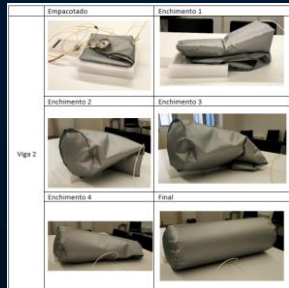 Empacotado
Enchimento 1
Enchimento 2
Enchimento 3
Viga 2
Enchimento 4
Final